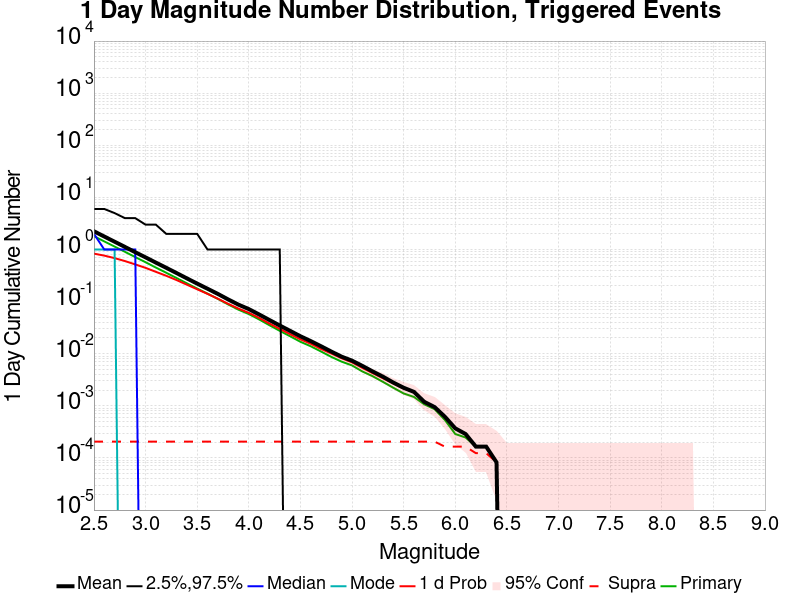 1 Day Magnitude Number Distribution, Triggered Events
10 4
10 3
10 2
10 1
10 0
10 -1
10 -2
10 -3
10 -4
10 -5
1 Day Cumulative Number
2.5 3.0 3.5 4.0 4.5 5.0 5.5 6.0 6.5 7.0 7.5 8.0 8.5 9.0
Magnitude
Mean 2.5%,97.5% Median Mode 1 d Prob 95% Conf Supra Primary